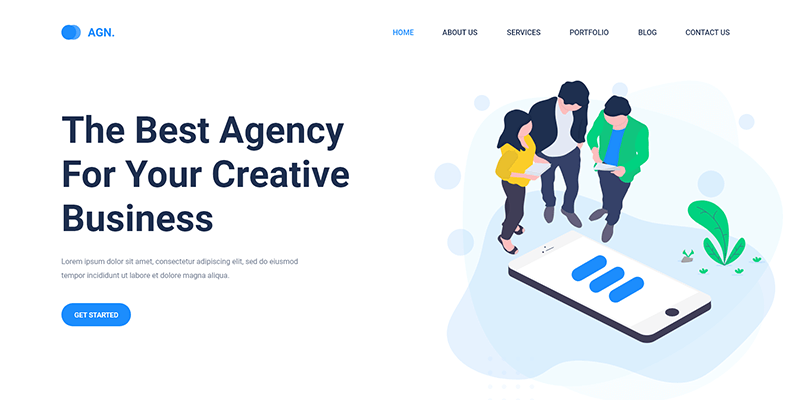 AGN.
HOME ABOUT US SERVICES PORTFOLIO BLOG CONTACT US
The Best Agency
For Your Creative
Business
Lorem ipsum dolor sit amet, consectetur adipiscing elit, sed do eiusmod
tempor incididunt ut labore et dolore magna aliqua.
GET STARTED